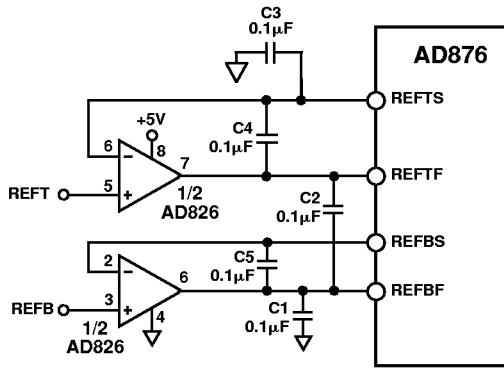 C3
0.1µF
AD876
REFTS
+5V
C4
0.1µF
6
8
7
REFTF
REFT
5
1/2
AD826
C2
0.1µF
REFBS
2
C5
0.1µF
6
REFBF
REFB
3
4
C1
0.1µF
1/2
AD826